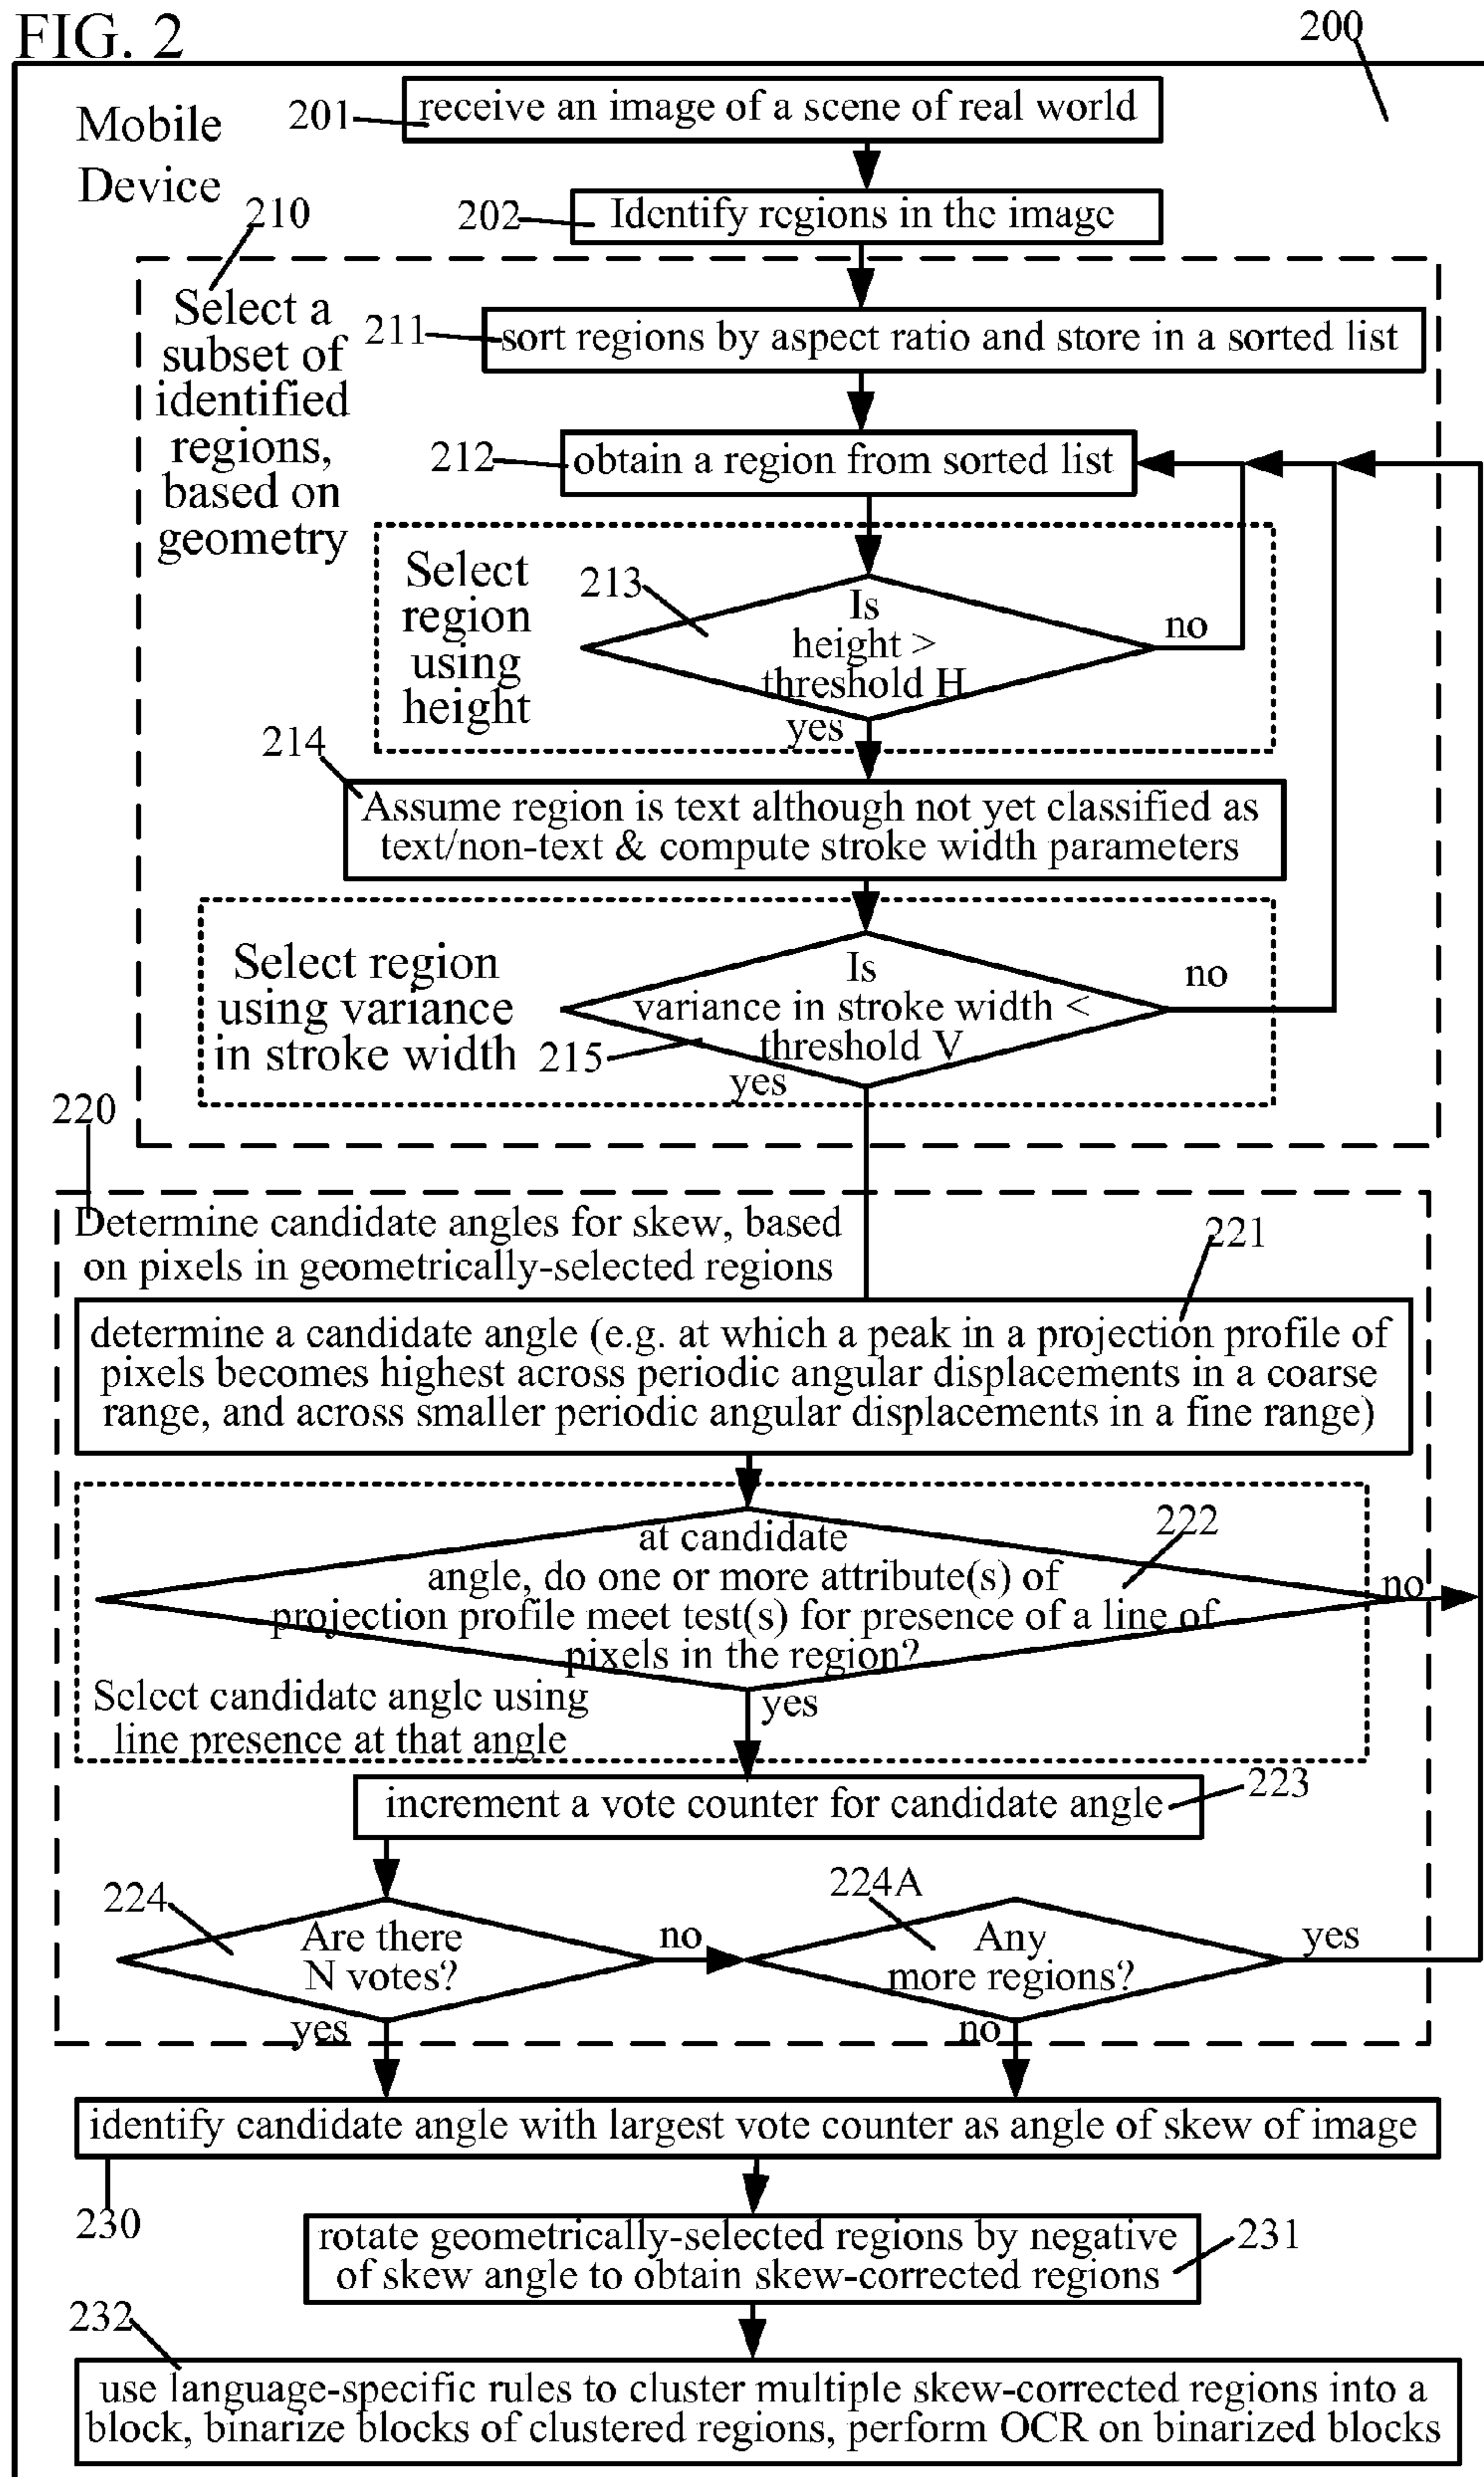 FIG. 2
200
Mobile
Device
201
receive an image of a scene of real world
202
Identify regions in the image
210
Select a
subset of
identified
regions,
based on
geometry
211
sort regions by aspect ratio and store in a sorted list
212
obtain a region from sorted list
Select
region
using
height
213
Is
height >
threshold H
no
yes
214
Assume region is text although not yet classified as
text/non-text & compute stroke width parameters
Select region
using variance
in stroke width
215
Is
variance in stroke width <
threshold V
no
yes
220
Determine candidate angles for skew, based
on pixels in geometrically-selected regions
221
determine a candidate angle (e.g. at which a peak in a projection profile of
pixels becomes highest across periodic angular displacements in a coarse
range, and across smaller periodic angular displacements in a fine range)
222
at candidate
angle, do one or more attribute(s) of
projection profile meet test(s) for presence of a line of
pixels in the region?
no
Select candidate angle using
line presence at that angle
yes
increment a vote counter for candidate angle
223
224
Are there
N votes?
no
yes
224A
Any
more regions?
yes
no
identify candidate angle with largest vote counter as angle of skew of image
230
rotate geometrically-selected regions by negative
of skew angle to obtain skew-corrected regions
231
232
use language-specific rules to cluster multiple skew-corrected regions into a
block, binarize blocks of clustered regions, perform OCR on binarized blocks